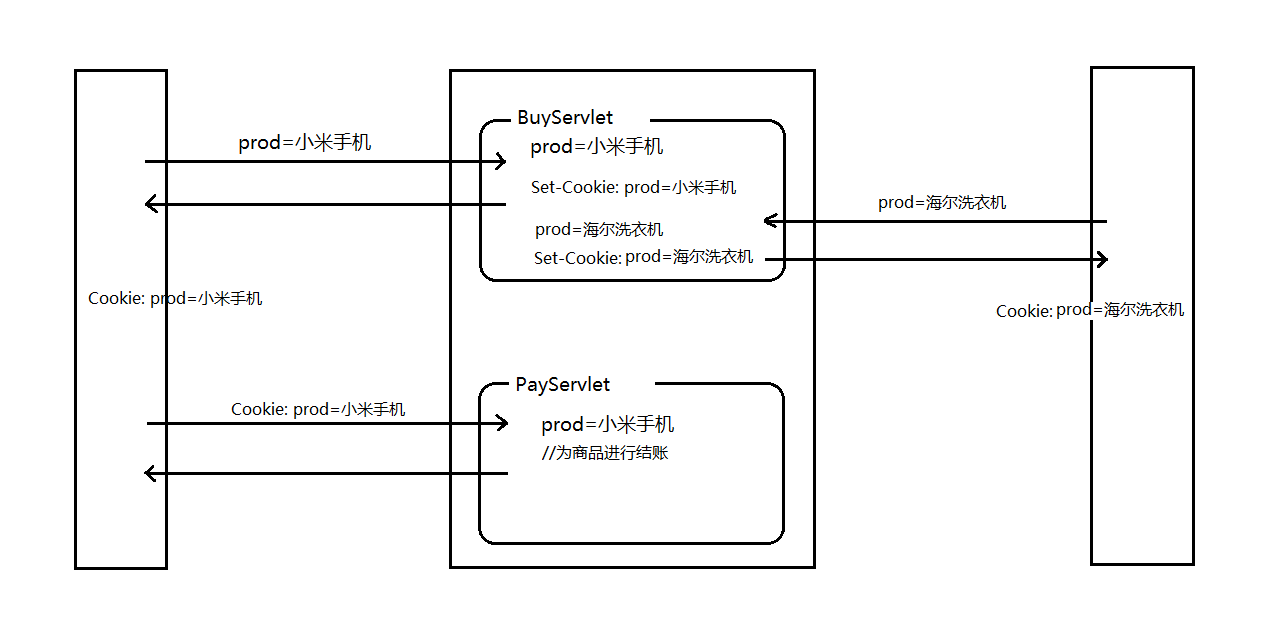 BuyServlet
prod=小米手机
prod=小米手机
Set-Cookie: prod=小米手机
prod=海尔洗衣机
prod=海尔洗衣机
Set-Cookie: prod=海尔洗衣机
Cookie: prod=小米手机
Cookie: prod=海尔洗衣机
PayServlet
Cookie: prod=小米手机
prod=小米手机
//为商品进行结账